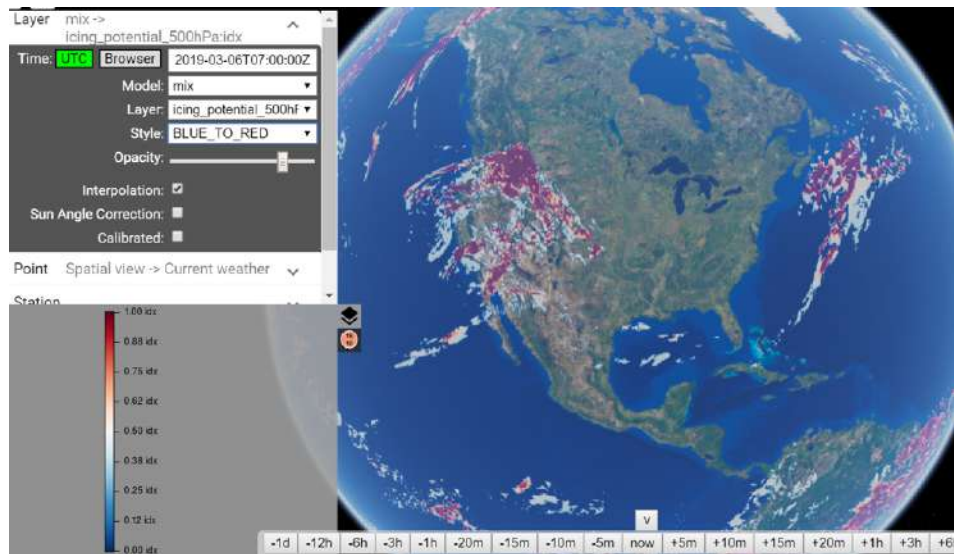 Layer mix ->
icing_potential_500hPa:idx
Time: UTC Browser 2019-03-06T07:00:00Z
Model: mix
Layer: icing_potential_500hF
Style: BLUE_TO_RED
Opacity:
Interpolation:
Sun Angle Correction:
Calibrated:
Point Spatial view -> Current weather
Station
1.00 idx
0.88 idx
0.75 idx
0.62 idx
0.50 idx
0.38 idx
0.25 idx
0.12 idx
0.00 idx
v
-1d -12h -6h -3h -1h -20m -15m -10m -5m now +5m +10m +15m +20m +1h +3h +6